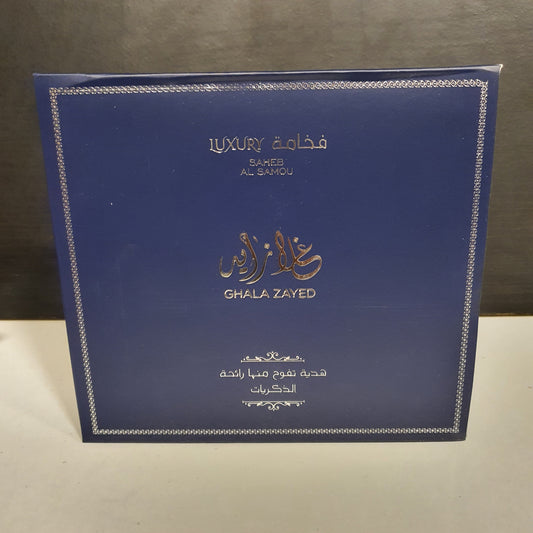 LUXURY فخامة
SAHEB
AL SAMOU
غلا زايد
GHALA ZAYED
هدية تفوح منها رائحة
الذكريات